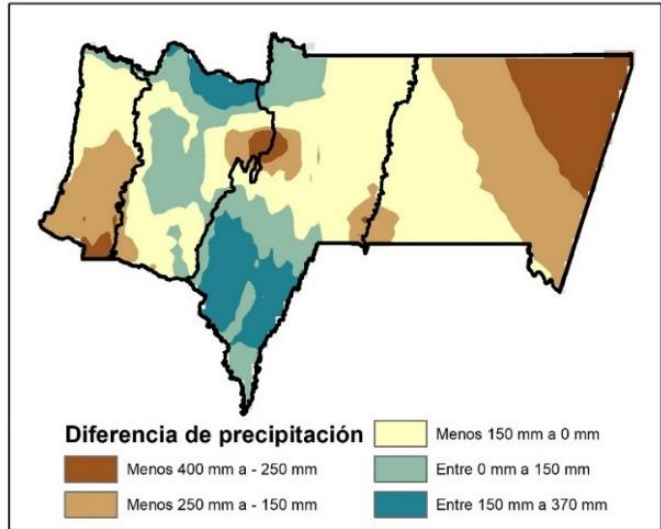 Diferencia de precipitación
Menos 400 mm a - 250 mm
Menos 250 mm a - 150 mm
Menos 150 mm a 0 mm
Entre 0 mm a 150 mm
Entre 150 mm a 370 mm